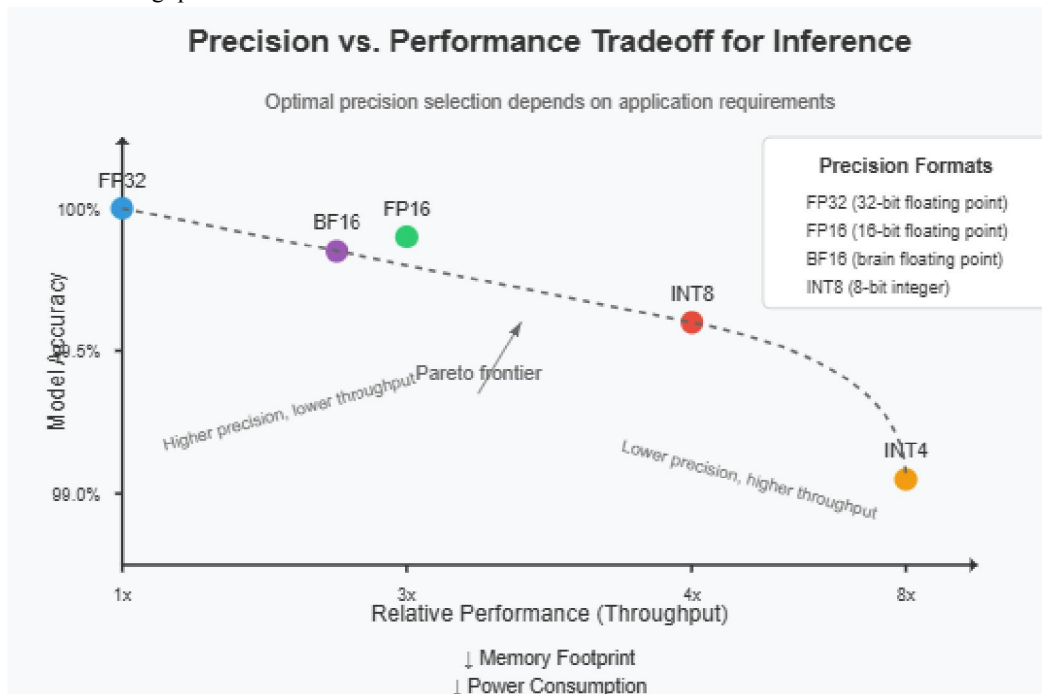 Precision vs. Performance Tradeoff for Inference
Optimal precision selection depends on application requirements
Precision Formats
FP32 (32-bit floating point)
FP16 (16-bit floating point)
BF16 (brain floating point)
INT8 (8-bit integer)
FP32
BF16
FP16
INT8
INT4
100%
99.5%
99.0%
Model Accuracy
Pareto frontier
Higher precision, lower throughput
Lower precision, higher throughput
1x
3x
4x
8x
Relative Performance (Throughput)
↓ Memory Footprint
↓ Power Consumption